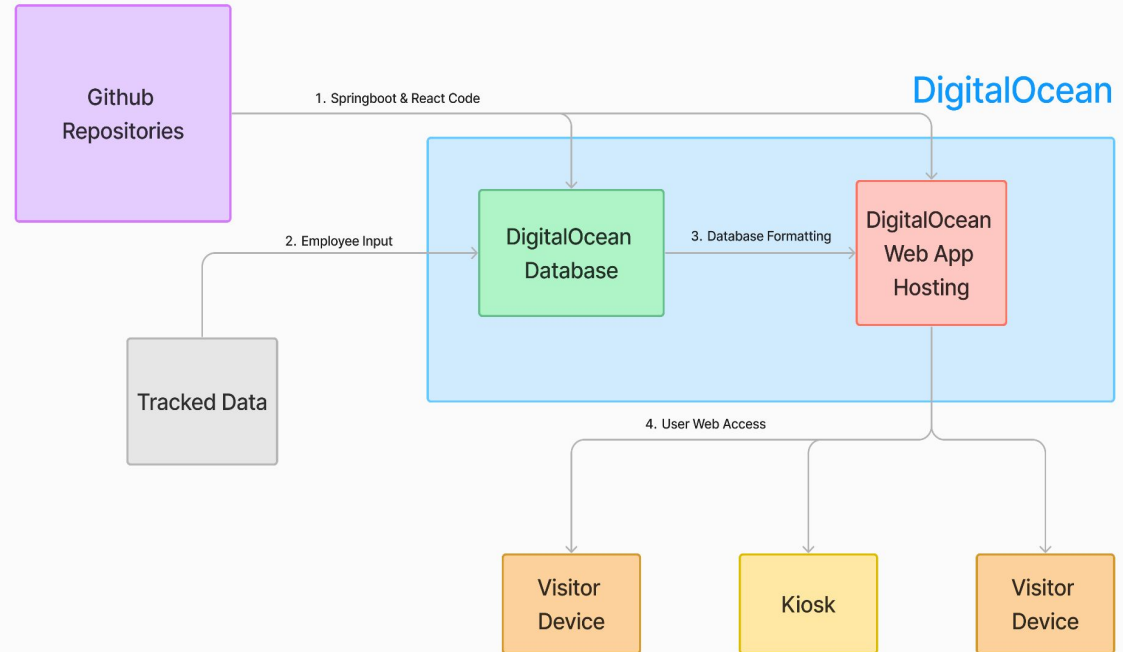 Github
Repositories
1. Springboot & React Code
DigitalOcean
2. Employee Input
DigitalOcean
Database
3. Database Formatting
DigitalOcean
Web App
Hosting
Tracked Data
4. User Web Access
Visitor
Device
Kiosk
Visitor
Device